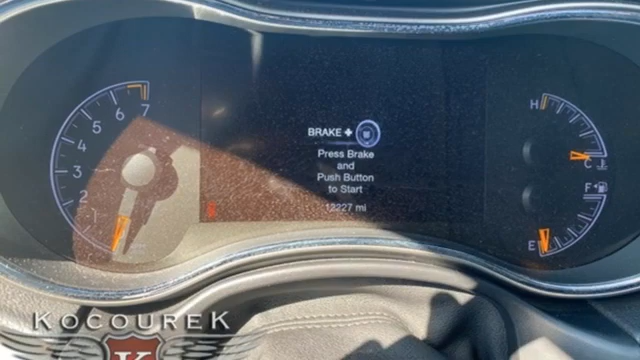 7
6
5
4
3
2
1
BRAKE +
Press Brake
and
Push Button
to Start
12227 mi
H
C
F
E
KOCOUREK
K